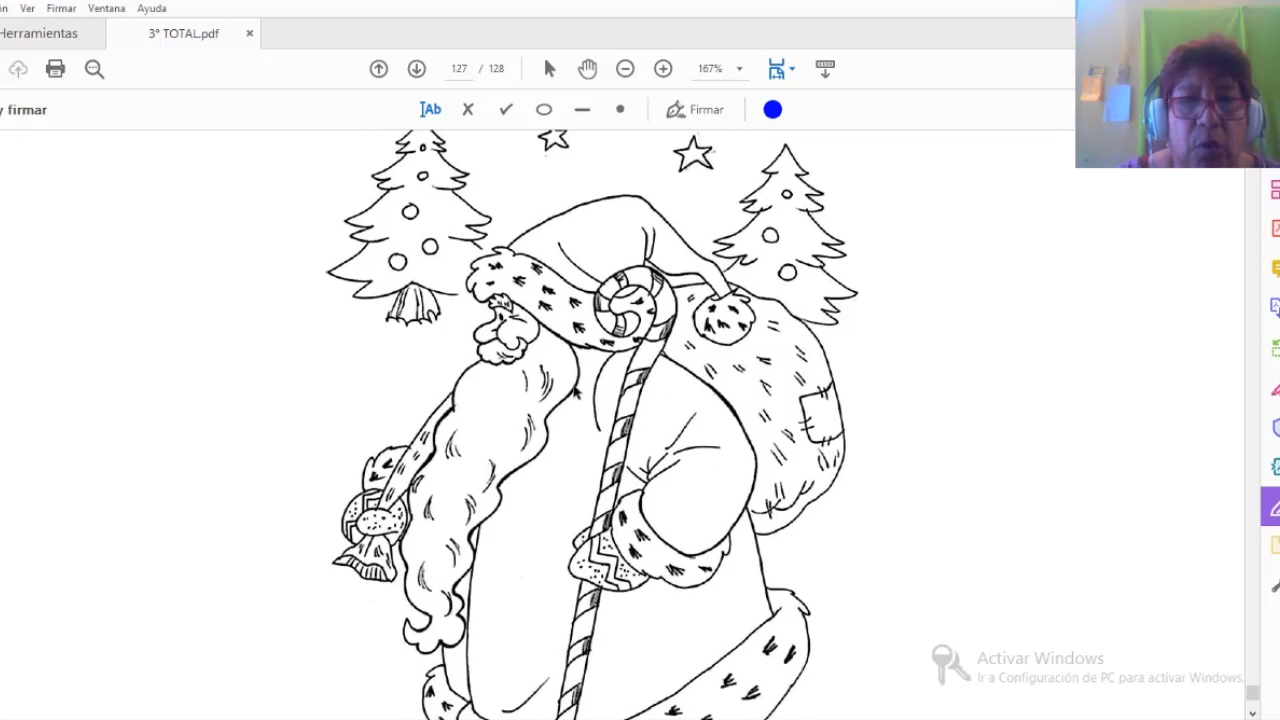 Ver Firmar Ventana Ayuda
Herramientas 3° TOTAL.pdf ×
127 / 128 167%
y firmar Ab Firmar
Activar Windows
Ir a Configuración de PC para activar Windows.